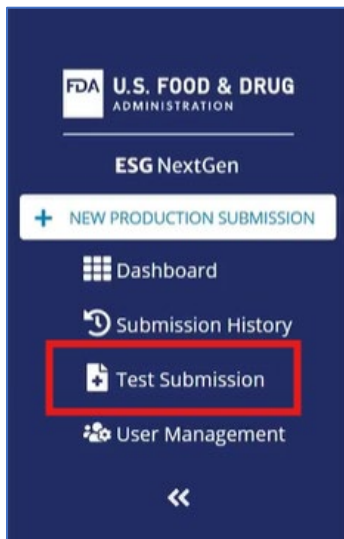 FDA U.S. FOOD & DRUG
ADMINISTRATION
ESG NextGen
+ NEW PRODUCTION SUBMISSION
Dashboard
Submission History
Test Submission
User Management